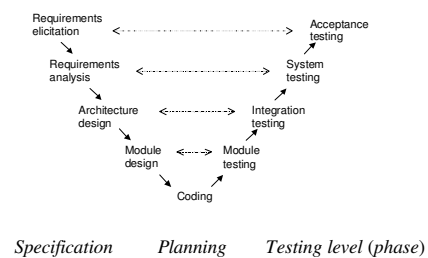 Requirements
elicitation
Acceptance
testing
Requirements
analysis
System
testing
Architecture
design
Integration
testing
Module
design
Module
testing
Coding
Specification Planning Testing level (phase)